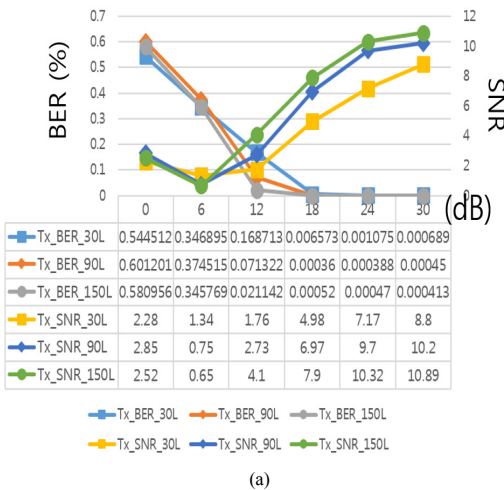 0.7 12
0.6 10
0.5 8
0.4 6
0.3
0.2 4
0.1 2
0 0
BER (%)
SNR
0 6 12 18 24 30 (dB)
Tx_BER_30L 0.544512 0.346895 0.168713 0.006573 0.001075 0.000689
Tx_BER_90L 0.601201 0.374515 0.071322 0.00036 0.000388 0.00045
Tx_BER_150L 0.580956 0.345769 0.021142 0.00052 0.00047 0.000413
Tx_SNR_30L 2.28 1.34 1.76 4.98 7.17 8.8
Tx_SNR_90L 2.85 0.75 2.73 6.97 9.7 10.2
Tx_SNR_150L 2.52 0.65 4.1 7.9 10.32 10.89
Tx_BER_30L Tx_BER_90L Tx_BER_150L
Tx_SNR_30L Tx_SNR_90L Tx_SNR_150L
(a)